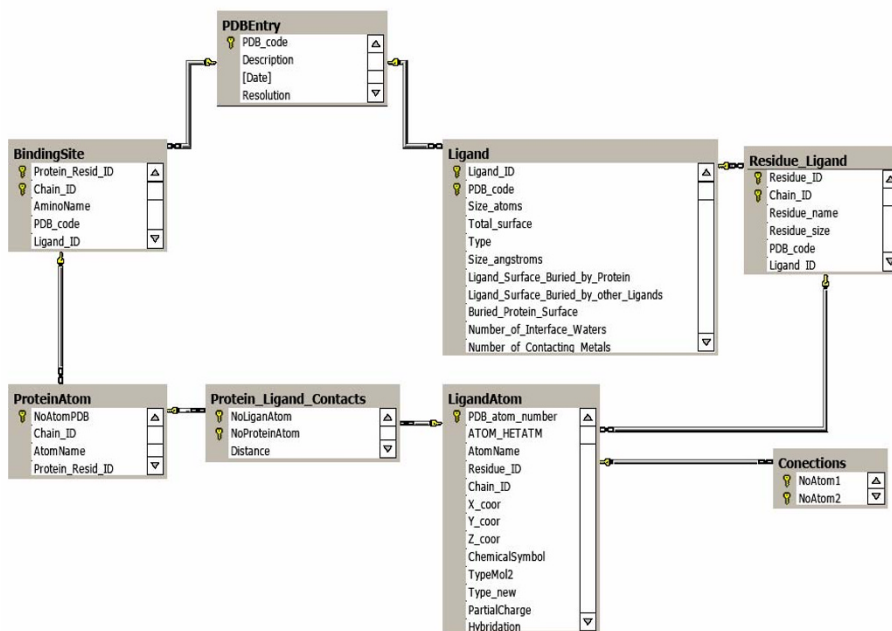 PDBEntry
PDB_code
Description
[Date]
Resolution
BindingSite
Protein_Resid_ID
Chain_ID
AminoName
PDB_code
Ligand_ID
Ligand
Ligand_ID
PDB_code
Size_atoms
Total_surface
Type
Size_angstroms
Ligand_Surface_Buried_by_Protein
Ligand_Surface_Buried_by_other_Ligands
Buried_Protein_Surface
Number_of_Interface_Waters
Number_of_Contacting_Metals
Residue_Ligand
Residue_ID
Chain_ID
Residue_name
Residue_size
PDB_code
Ligand_ID
ProteinAtom
NoAtomPDB
Chain_ID
AtomName
Protein_Resid_ID
Protein_Ligand_Contacts
NoLiganAtom
NoProteinAtom
Distance
LigandAtom
PDB_atom_number
ATOM_HETATM
AtomName
Residue_ID
Chain_ID
X_coor
Y_coor
Z_coor
ChemicalSymbol
TypeMol2
Type_new
PartialCharge
Hybridation
Conections
NoAtom1
NoAtom2